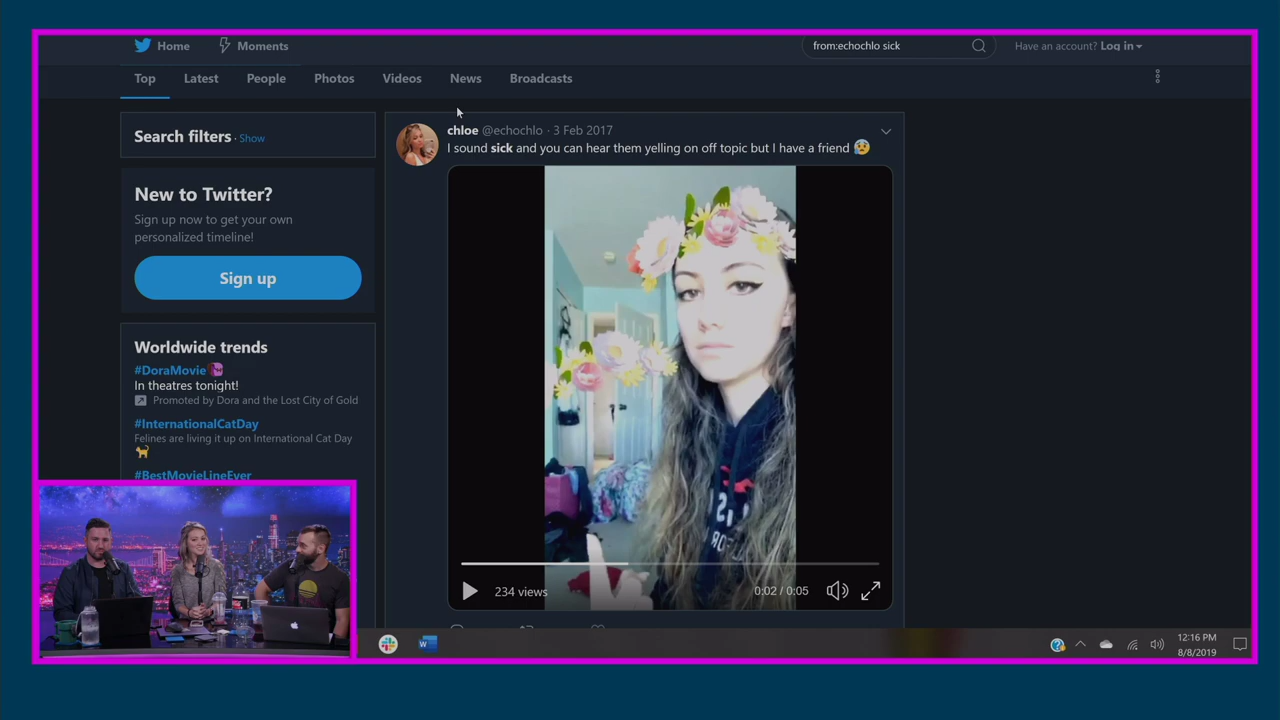 Home
Moments
from:echochlo sick
Have an account? Log in
Top
Latest
People
Photos
Videos
News
Broadcasts
Search filters · Show
New to Twitter?
Sign up now to get your own
personalized timeline!
Sign up
Worldwide trends
#DoraMovie
In theatres tonight!
Promoted by Dora and the Lost City of Gold
#InternationalCatDay
Felines are living it up on International Cat Day
#BestMovieLineEver
chloe @echochlo · 3 Feb 2017
I sound sick and you can hear them yelling on off topic but I have a friend 😰
234 views
0:02 / 0:05
12:16 PM
8/8/2019